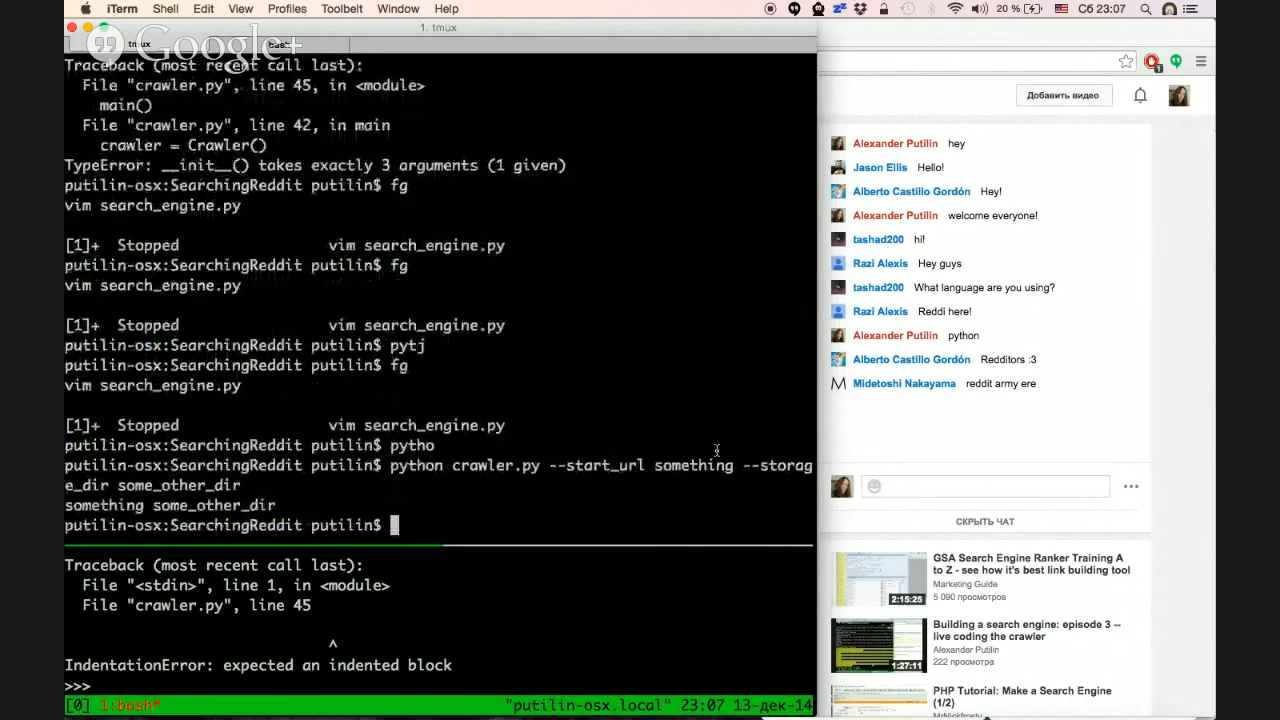 iTerm Shell Edit View Profiles Toolbelt Window Help
20 % Сб 23:07
1. tmux
tmux
Google+
Traceback (most recent call last):
File "crawler.py", line 45, in <module>
main()
File "crawler.py", line 42, in main
crawler = Crawler()
TypeError: __init__() takes exactly 3 arguments (1 given)
putilin-osx:SearchingReddit putilin$ fg
vim search_engine.py
[1]+ Stopped vim search_engine.py
putilin-osx:SearchingReddit putilin$ fg
vim search_engine.py
[1]+ Stopped vim search_engine.py
putilin-osx:SearchingReddit putilin$ pytj
putilin-osx:SearchingReddit putilin$ fg
vim search_engine.py
[1]+ Stopped vim search_engine.py
putilin-osx:SearchingReddit putilin$ pytho
putilin-osx:SearchingReddit putilin$ python crawler.py --start_url something --storag
e_dir some_other_dir
something some_other_dir
putilin-osx:SearchingReddit putilin$
Traceback (most recent call last):
File "<stdin>", line 1, in <module>
File "crawler.py", line 45
^
IndentationError: expected an indented block
>>>
[0] 1:bash* "putilin-osx.local" 23:07 13-дек-14
1
Добавить видео
Alexander Putilin hey
Jason Ellis Hello!
Alberto Castillo Gordón Hey!
Alexander Putilin welcome everyone!
tashad200 hi!
Razi Alexis Hey guys
tashad200 What language are you using?
Razi Alexis Reddi here!
Alexander Putilin python
Alberto Castillo Gordón Redditors :3
M Midetoshi Nakayama reddit army ere
СКРЫТЬ ЧАТ
GSA Search Engine Ranker Training A
to Z - see how it's best link building tool
Marketing Guide
5 090 просмотров
2:15:25
Building a search engine: episode 3 --
live coding the crawler
Alexander Putilin
222 просмотра
1:27:11
PHP Tutorial: Make a Search Engine
(1/2)